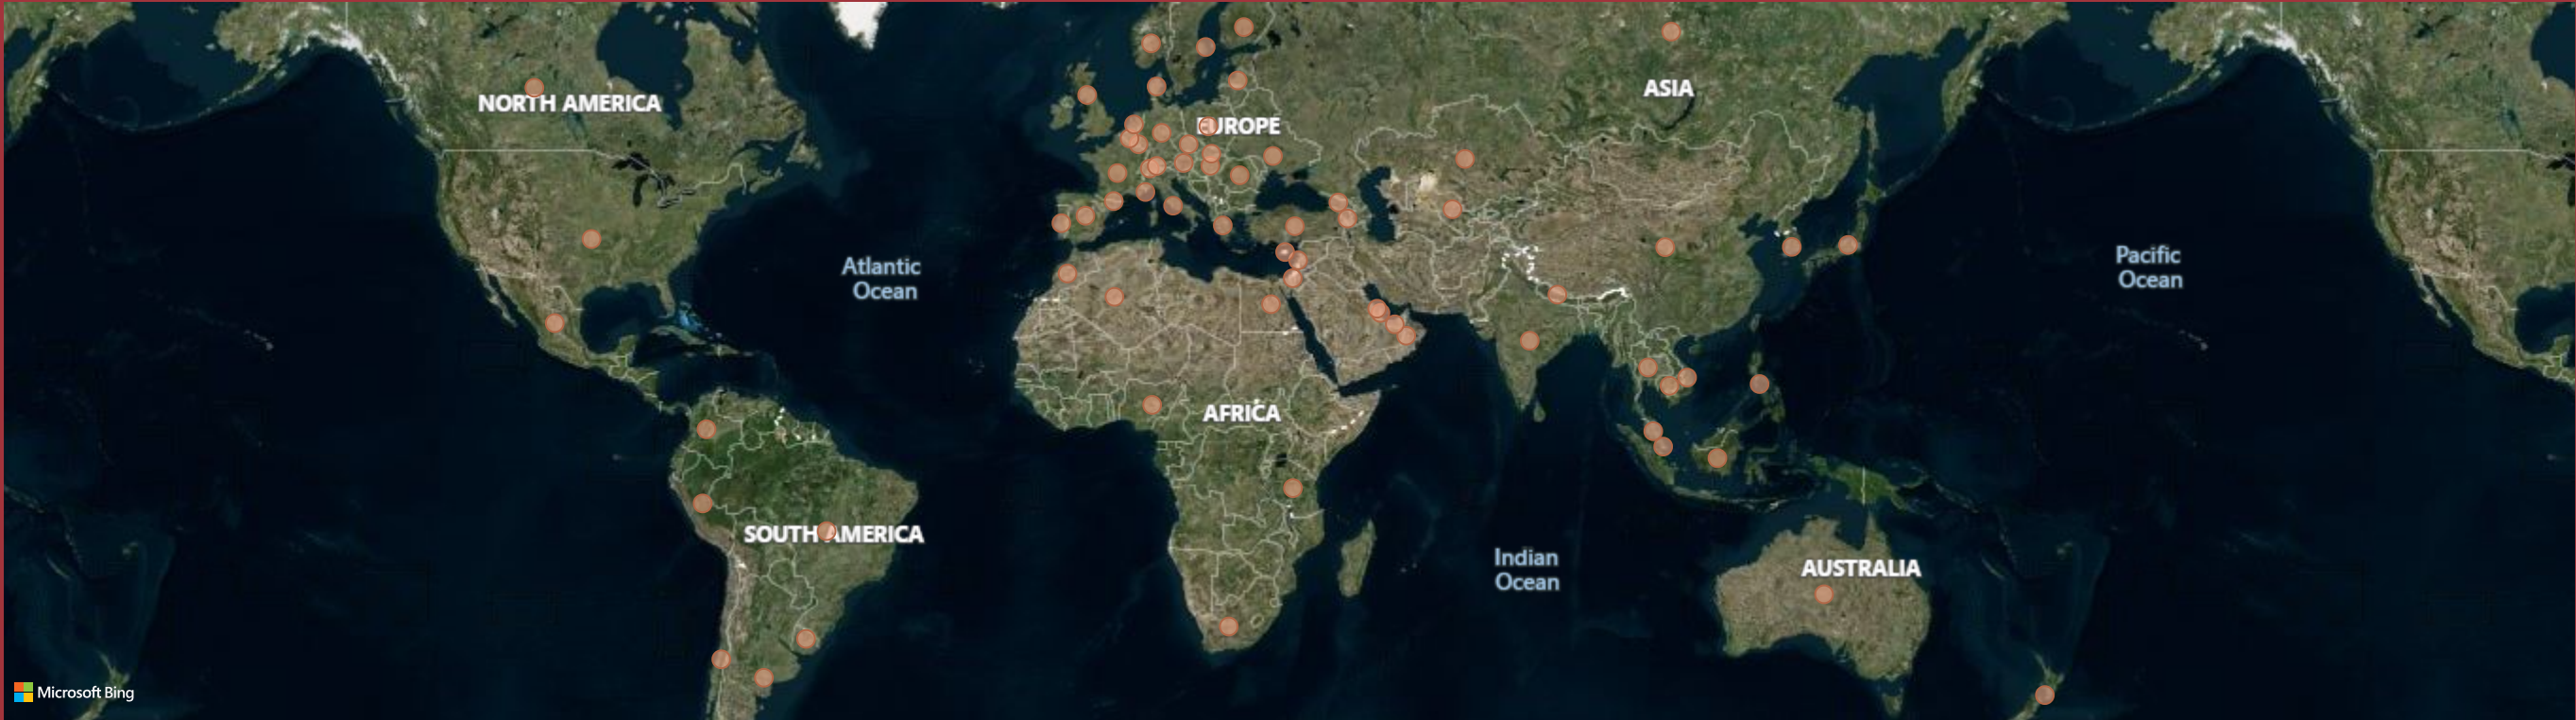 NORTH AMERICA
ASIA
EUROPE
Atlantic
Ocean
Pacific
Ocean
AFRICA
SOUTH AMERICA
Indian
Ocean
AUSTRALIA
Microsoft Bing